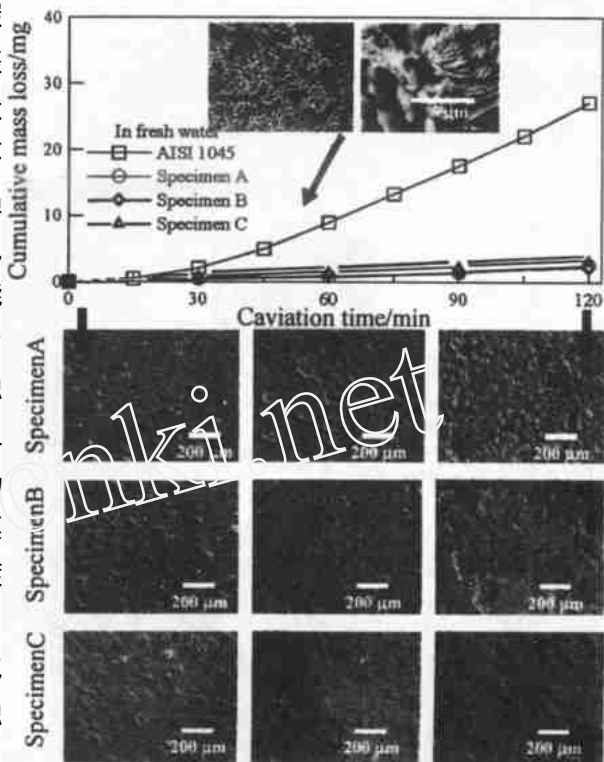 Cumulative mass loss/mg
40
30
20
10
0
In fresh water
AISI 1045
Specimen A
Specimen B
Specimen C
0
30
60
90
120
Caviation time/min
SpecimenA
200 μm
200 μm
200 μm
SpecimenB
200 μm
200 μm
200 μm
SpecimenC
200 μm
200 μm
200 μm
cnki.net